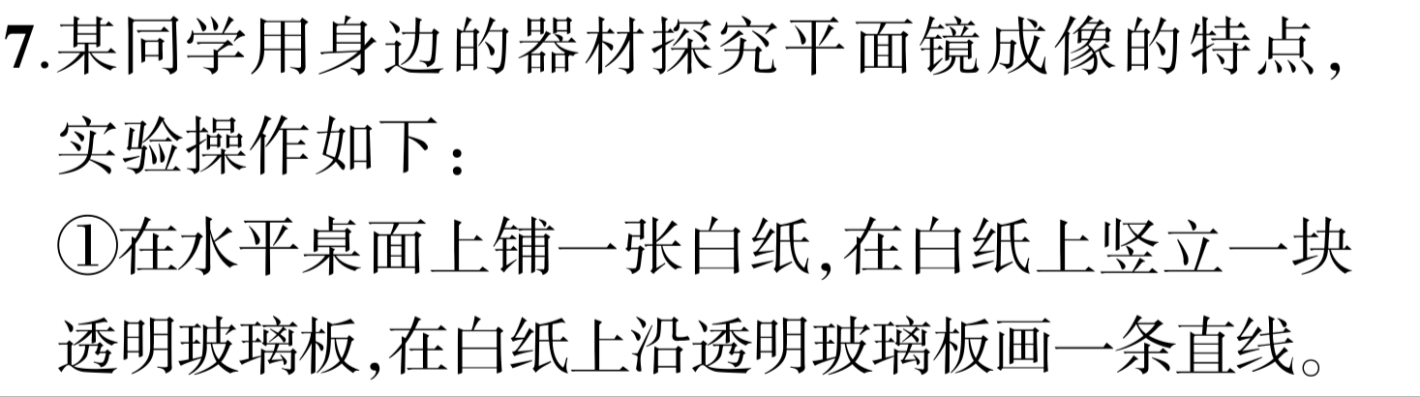 7.某同学用身边的器材探究平面镜成像的特点,
实验操作如下:
①在水平桌面上铺一张白纸,在白纸上竖立一块
透明玻璃板,在白纸上沿透明玻璃板画一条直线。